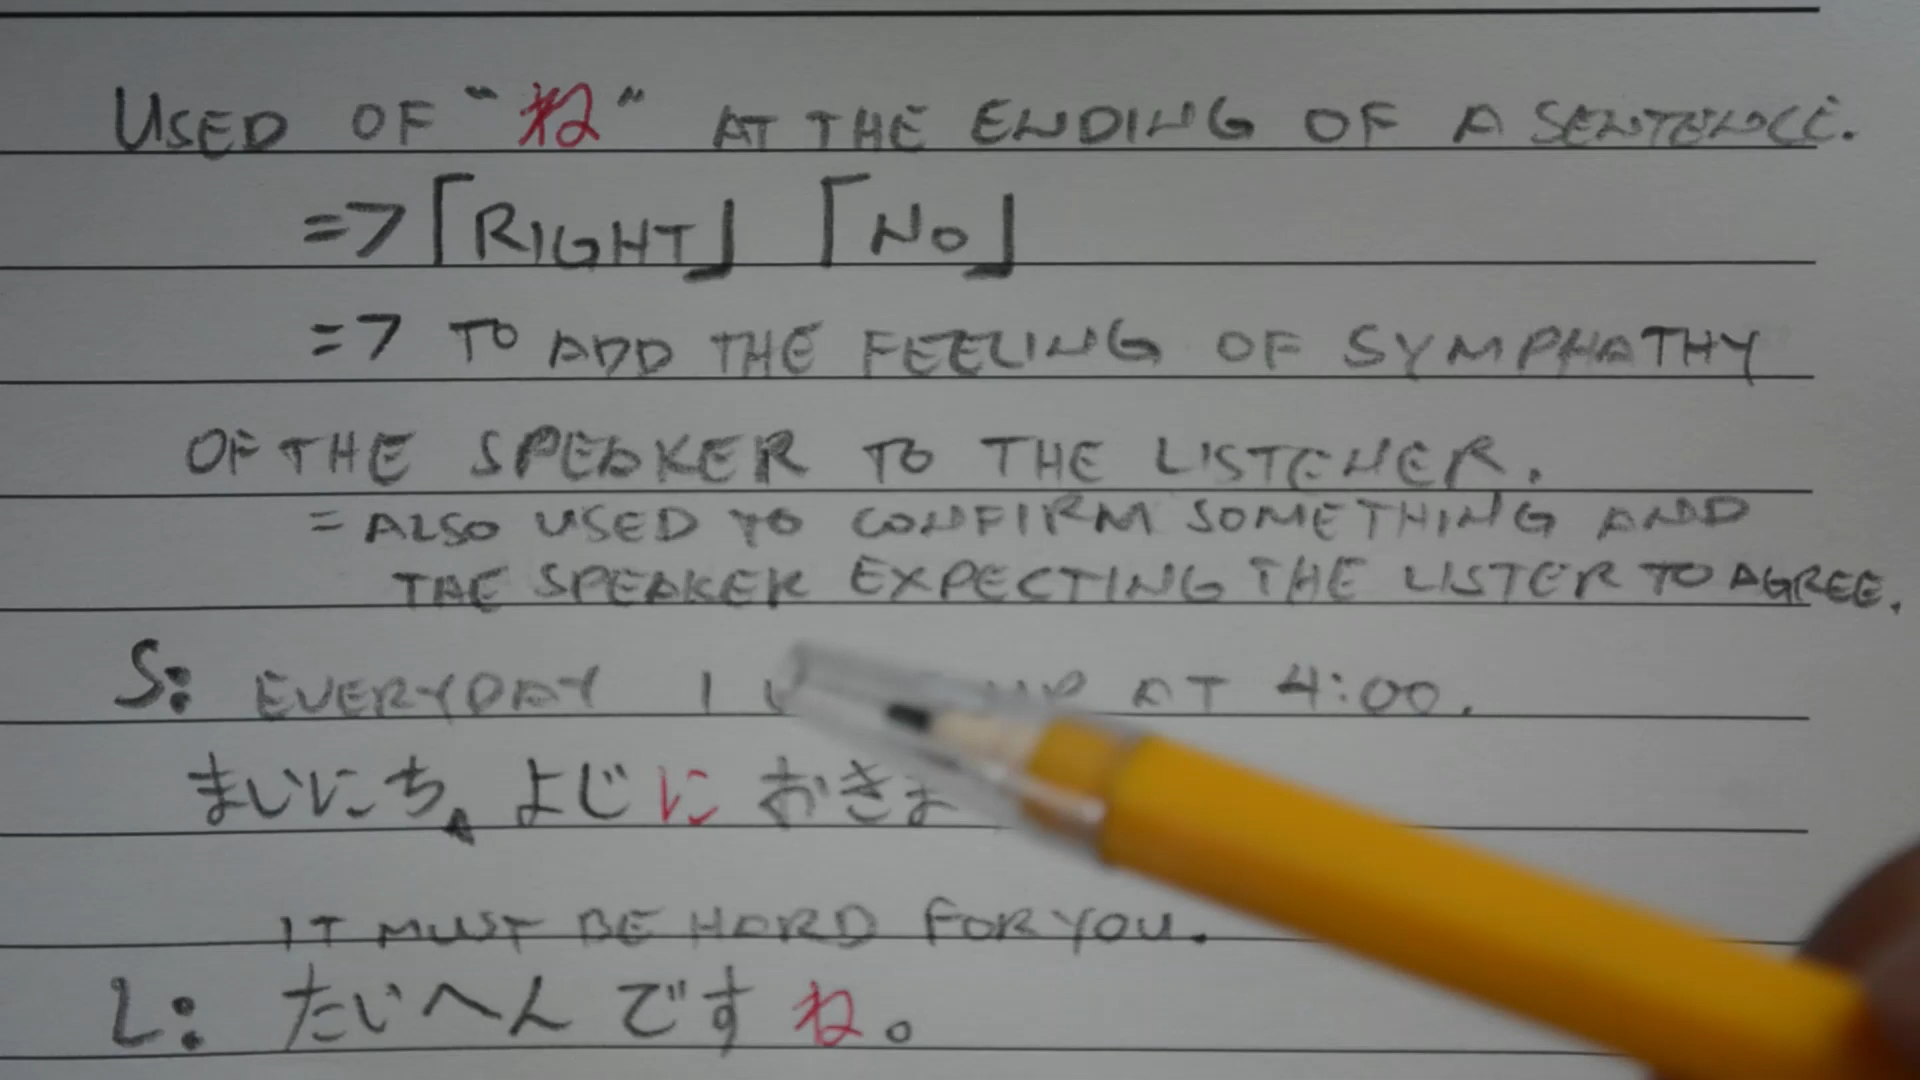 USED OF "ね" AT THE ENDING OF A SENTENCE.
=> 「RIGHT」 「NO」
=> TO ADD THE FEELING OF SYMPHATHY
OF THE SPEAKER TO THE LISTENER.
= ALSO USED TO CONFIRM SOMETHING AND
THE SPEAKER EXPECTING THE LISTER TO AGREE.
S: EVERYDAY I UP AT 4:00.
まいにち、よじに おきま
IT MUST BE HARD FOR YOU.
L: たいへん です ね。